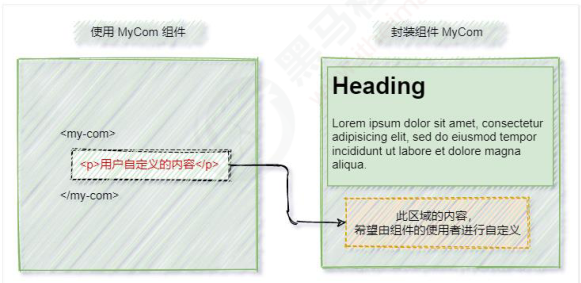 使用 MyCom 组件
<my-com>
<p>用户自定义的内容</p>
</my-com>
封装组件 MyCom
Heading
Lorem ipsum dolor sit amet, consectetur
adipisicing elit, sed do eiusmod tempor
incididunt ut labore et dolore magna
aliqua.
此区域的内容，
希望由组件的使用者进行自定义